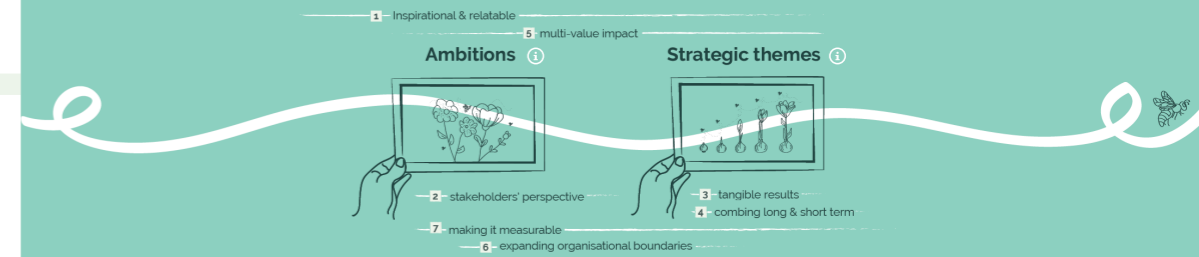 1 Inspirational & relatable
5 multi-value impact
Ambitions i
Strategic themes i
2 stakeholders' perspective
3 tangible results
4 combing long & short term
7 making it measurable
6 expanding organisational boundaries